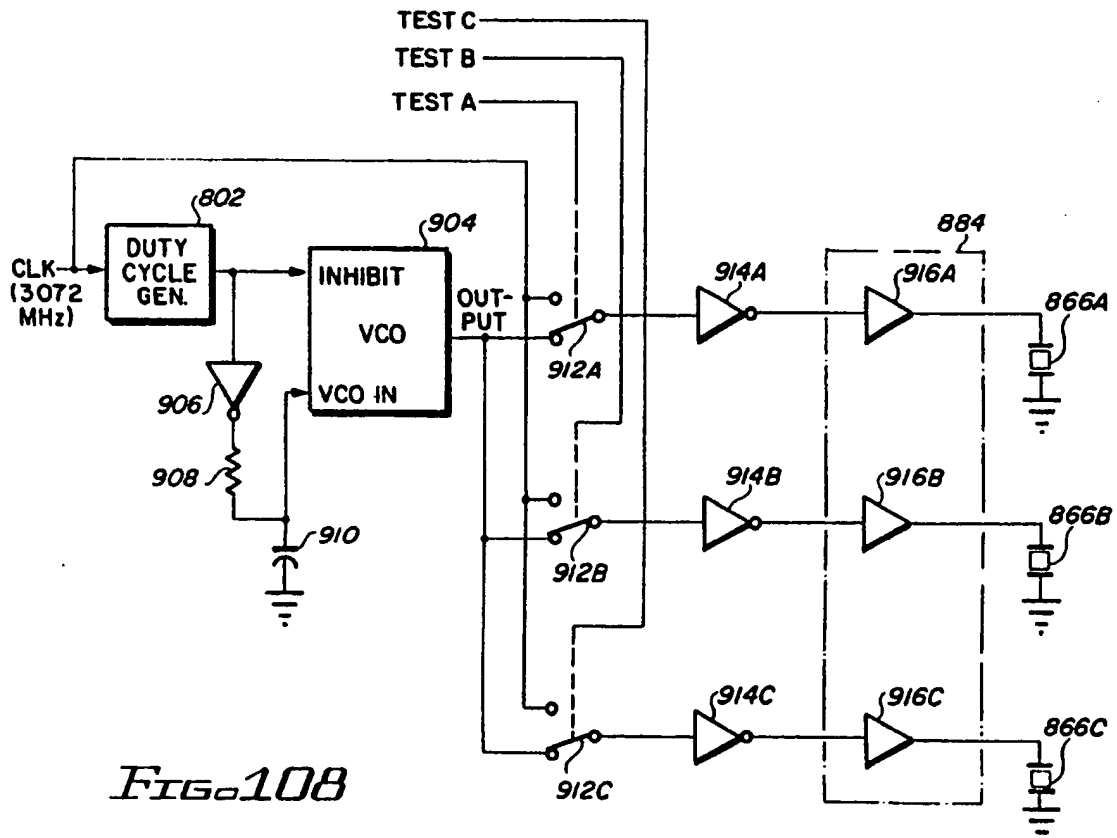 TEST C
TEST B
TEST A
802
DUTY
CYCLE
GEN.
CLK
(3072
MHz)
904
INHIBIT
VCO
VCO IN
OUT-
PUT
906
908
910
912A
914A
884
916A
866A
912B
914B
916B
866B
912C
914C
916C
866C
FIG. 108